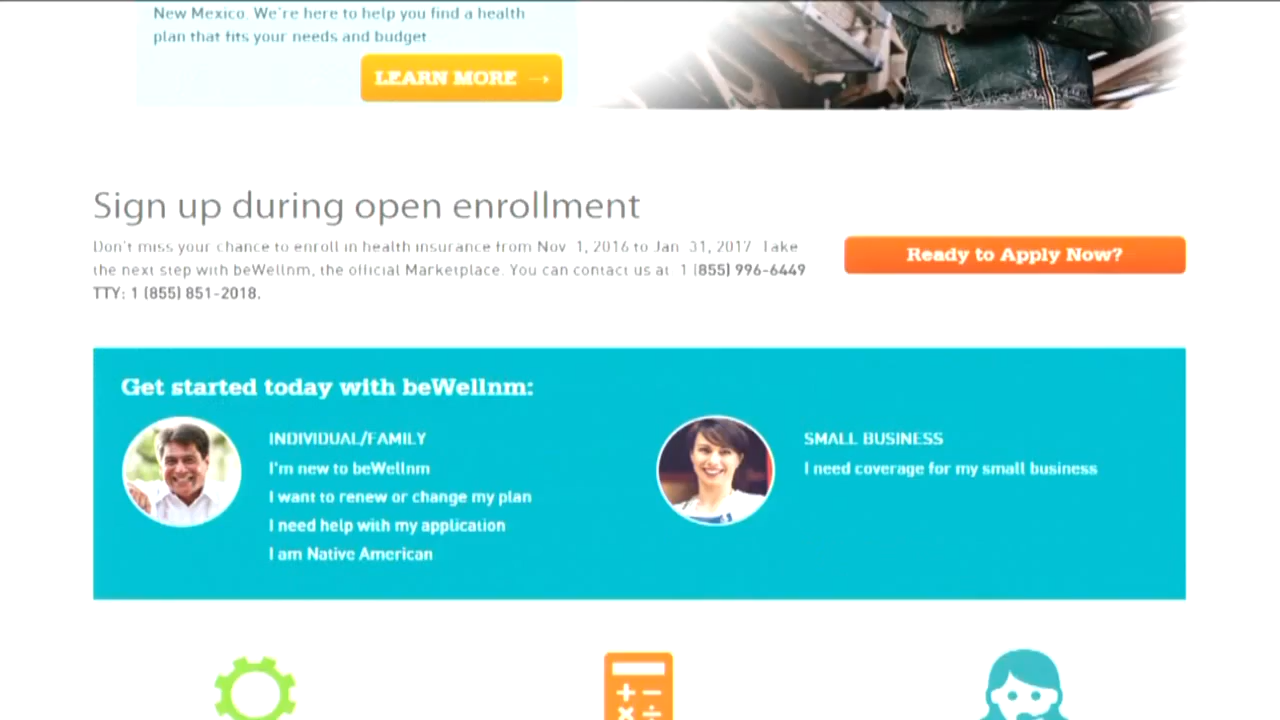 New Mexico. We're here to help you find a health
plan that fits your needs and budget.
LEARN MORE →
Sign up during open enrollment
Don't miss your chance to enroll in health insurance from Nov. 1, 2016 to Jan. 31, 2017. Take
the next step with beWellnm, the official Marketplace. You can contact us at: 1 (855) 996-6449
TTY: 1 (855) 851-2018.
Ready to Apply Now?
Get started today with beWellnm:
INDIVIDUAL/FAMILY
I'm new to beWellnm
I want to renew or change my plan
I need help with my application
I am Native American
SMALL BUSINESS
I need coverage for my small business